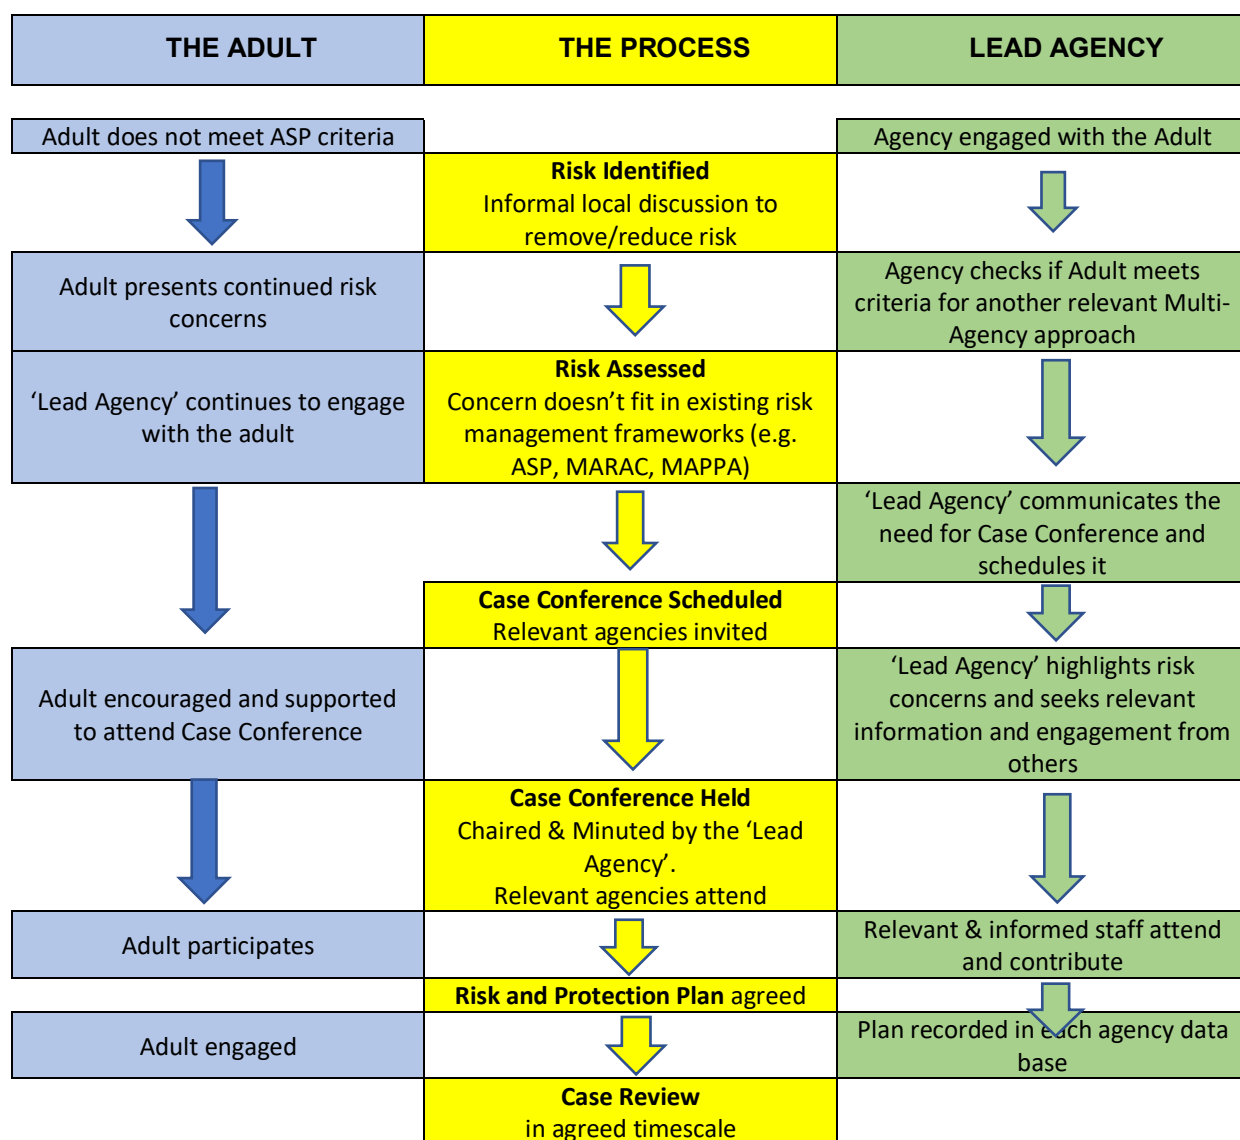 THE ADULT
THE PROCESS
LEAD AGENCY
Adult does not meet ASP criteria
Agency engaged with the Adult
Risk Identified
Informal local discussion to
remove/reduce risk
Adult presents continued risk
concerns
Agency checks if Adult meets
criteria for another relevant Multi-
Agency approach
‘Lead Agency’ continues to engage
with the adult
Risk Assessed
Concern doesn’t fit in existing risk
management frameworks (e.g.
ASP, MARAC, MAPPA)
‘Lead Agency’ communicates the
need for Case Conference and
schedules it
Case Conference Scheduled
Relevant agencies invited
Adult encouraged and supported
to attend Case Conference
‘Lead Agency’ highlights risk
concerns and seeks relevant
information and engagement from
others
Case Conference Held
Chaired & Minuted by the ‘Lead
Agency’.
Relevant agencies attend
Adult participates
Relevant & informed staff attend
and contribute
Risk and Protection Plan agreed
Adult engaged
Plan recorded in each agency data
base
Case Review
in agreed timescale